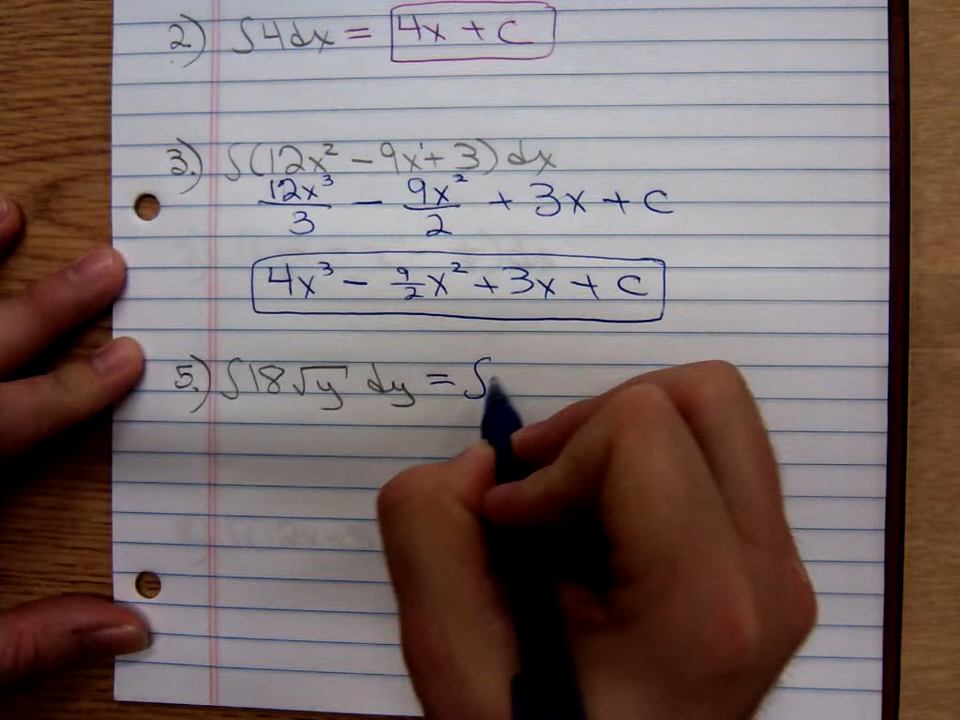 2.) ∫4dx = 4x + C
3.) ∫(12x² - 9x¹ + 3) dx
12x³/3 - 9x²/2 + 3x + C
4x³ - 9/2 x² + 3x + C
5.) ∫18√y dy = ∫